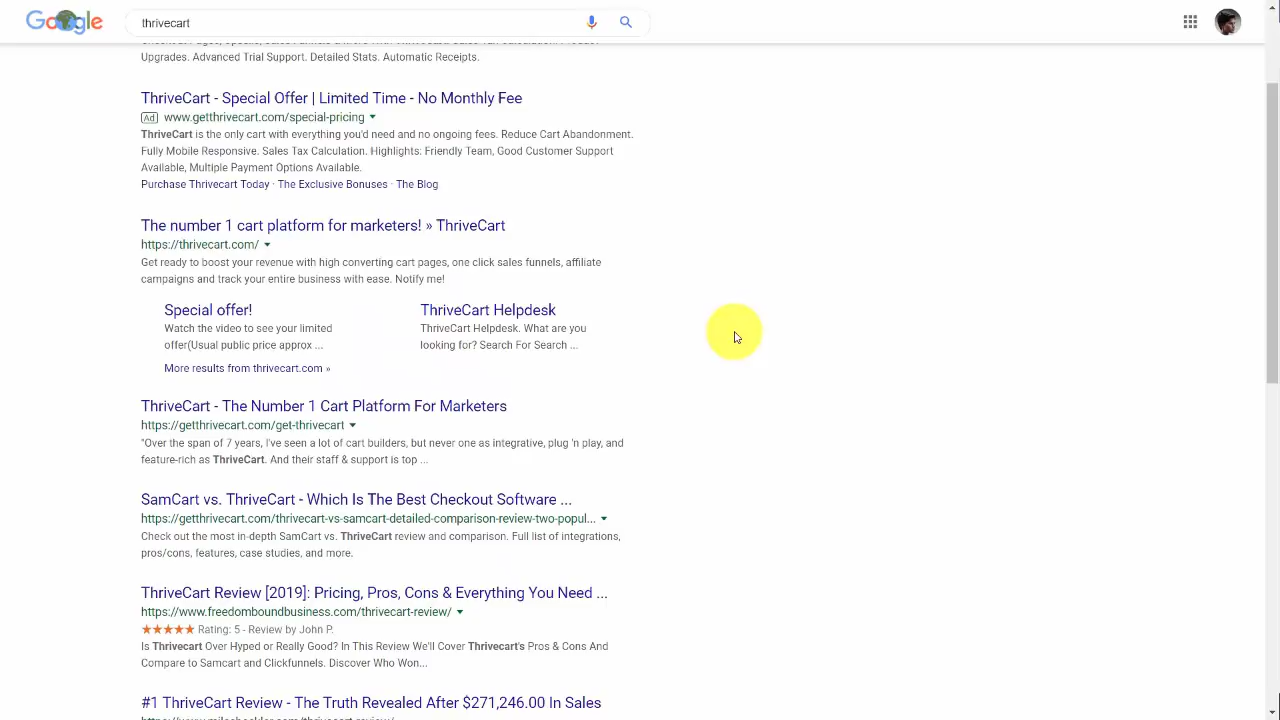 Google
thrivecart
Upgrades. Advanced Trial Support. Detailed Stats. Automatic Receipts.
ThriveCart - Special Offer | Limited Time - No Monthly Fee
Ad www.getthrivecart.com/special-pricing
ThriveCart is the only cart with everything you'd need and no ongoing fees. Reduce Cart Abandonment.
Fully Mobile Responsive. Sales Tax Calculation. Highlights: Friendly Team, Good Customer Support
Available, Multiple Payment Options Available.
Purchase Thrivecart Today · The Exclusive Bonuses · The Blog
The number 1 cart platform for marketers! » ThriveCart
https://thrivecart.com/
Get ready to boost your revenue with high converting cart pages, one click sales funnels, affiliate
campaigns and track your entire business with ease. Notify me!
Special offer!
Watch the video to see your limited
offer(Usual public price approx ...
ThriveCart Helpdesk
ThriveCart Helpdesk. What are you
looking for? Search For Search ...
More results from thrivecart.com »
ThriveCart - The Number 1 Cart Platform For Marketers
https://getthrivecart.com/get-thrivecart
"Over the span of 7 years, I've seen a lot of cart builders, but never one as integrative, plug 'n play, and
feature-rich as ThriveCart. And their staff & support is top ...
SamCart vs. ThriveCart - Which Is The Best Checkout Software ...
https://getthrivecart.com/thrivecart-vs-samcart-detailed-comparison-review-two-popul...
Check out the most in-depth SamCart vs. ThriveCart review and comparison. Full list of integrations,
pros/cons, features, case studies, and more.
ThriveCart Review [2019]: Pricing, Pros, Cons & Everything You Need ...
https://www.freedomboundbusiness.com/thrivecart-review/
Rating: 5 - Review by John P.
Is Thrivecart Over Hyped or Really Good? In This Review We'll Cover Thrivecart's Pros & Cons And
Compare to Samcart and Clickfunnels. Discover Who Won...
#1 ThriveCart Review - The Truth Revealed After $271,246.00 In Sales